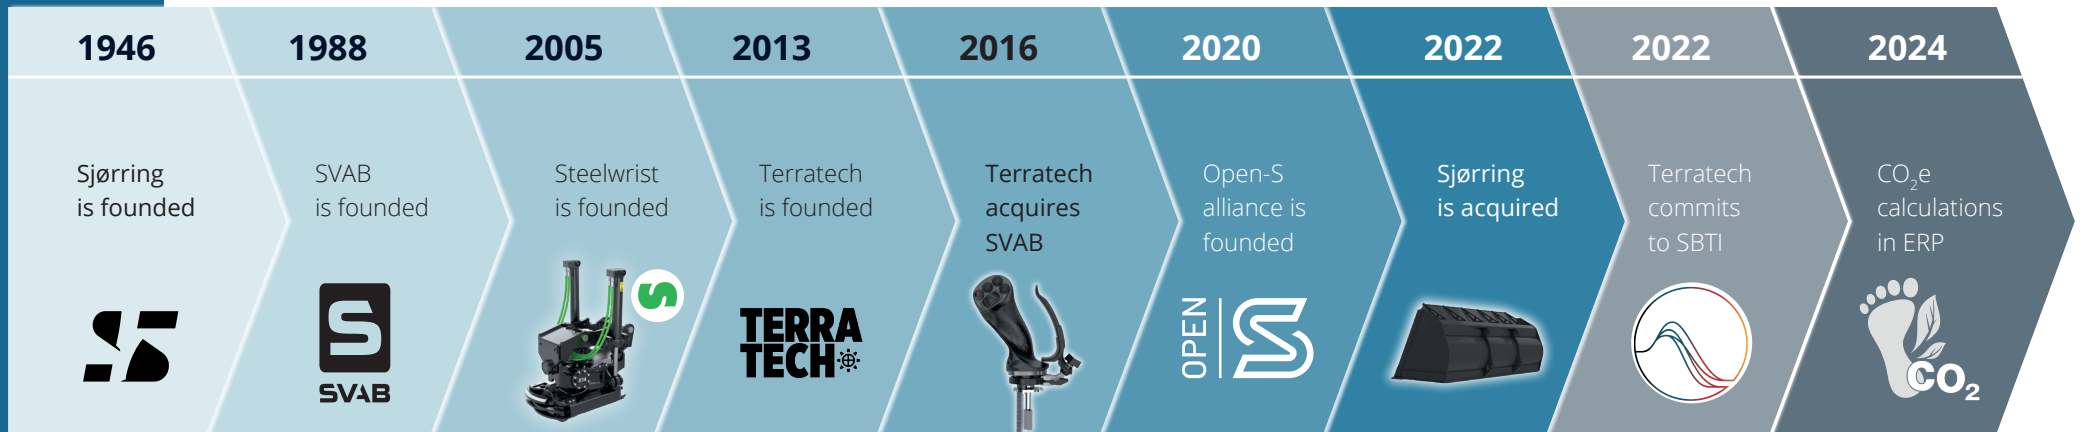 1946
Sjørring
is founded
1988
SVAB
is founded
SVAB
2005
Steelwrist
is founded
2013
Terratech
is founded
TERRA
TECH
2016
Terratech
acquires
SVAB
2020
Open-S
alliance is
founded
OPEN S
2022
Sjørring
is acquired
2022
Terratech
commits
to SBTI
2024
CO₂e
calculations
in ERP
CO₂